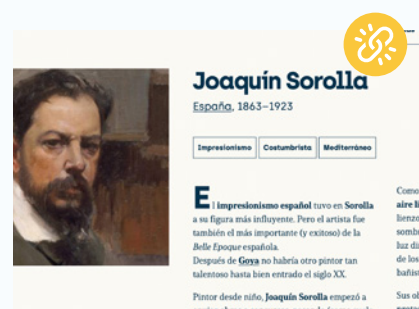 Joaquín Sorolla
España, 1863–1923
Impresionismo
Costumbrista
Mediterráneo
El impresionismo español tuvo en Sorolla
a su figura más influyente. Pero el artista fue
también el más importante (y exitoso) de la
Belle Epoque española.
Después de Goya no habría otro pintor tan
talentoso hasta bien entrado el siglo XX.
Pintor desde niño, Joaquín Sorolla empezó a
Como
aire li
lienzo
sombr
luz di
de los
bañist
Sus ol